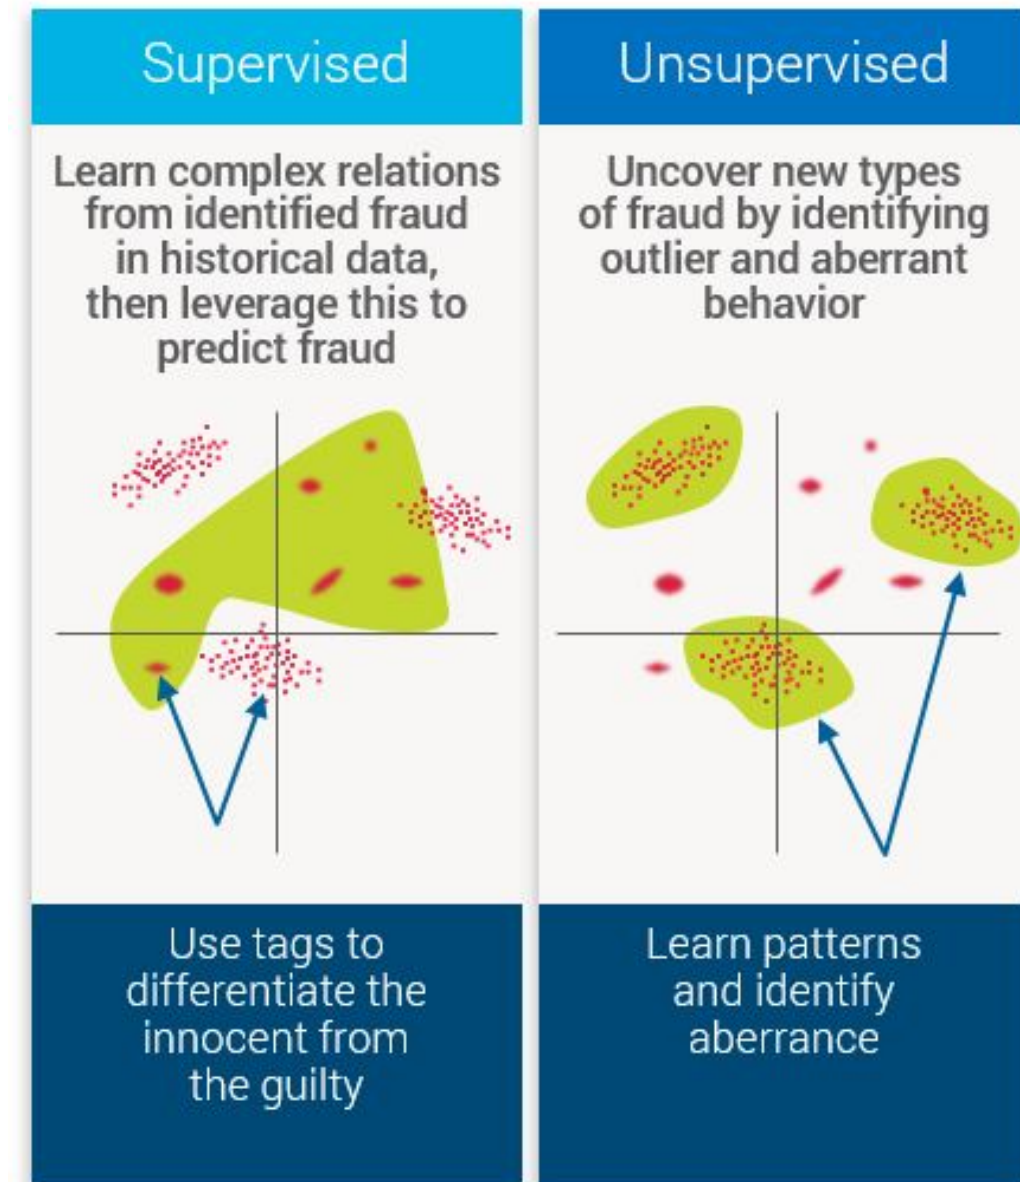 Supervised
Learn complex relations
from identified fraud
in historical data,
then leverage this to
predict fraud
Use tags to
differentiate the
innocent from
the guilty
Unsupervised
Uncover new types
of fraud by identifying
outlier and aberrant
behavior
Learn patterns
and identify
aberrance